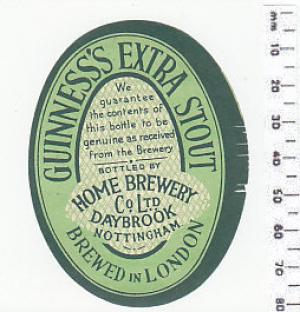 GUINNESS'S EXTRA STOUT
We
guarantee
the contents of
this bottle to be
genuine as received
from the Brewery
BOTTLED BY
HOME BREWERY
Co LTD
DAYBROOK
NOTTINGHAM
BREWED IN LONDON
mm 10 20 30 40 50 60 70 80